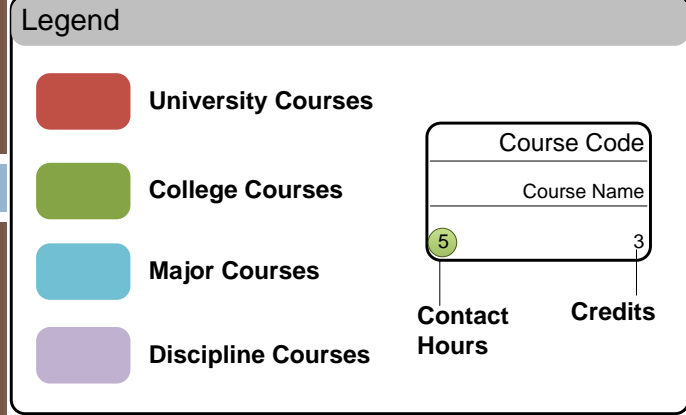 Legend
University Courses
College Courses
Major Courses
Discipline Courses
Course Code
Course Name
5 3
Contact
Hours
Credits